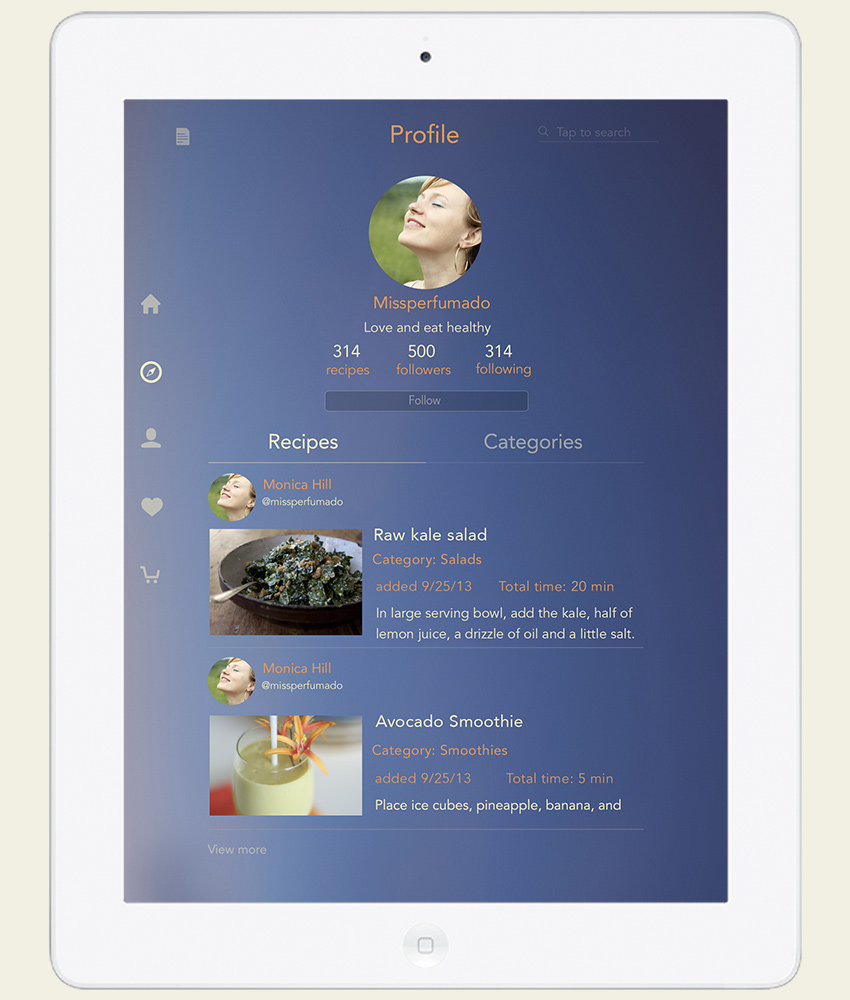 Profile
Tap to search
Missperfumado
Love and eat healthy
314 500 314
recipes followers following
Follow
Recipes Categories
Monica Hill
@missperfumado
Raw kale salad
Category: Salads
added 9/25/13 Total time: 20 min
In large serving bowl, add the kale, half of
lemon juice, a drizzle of oil and a little salt.
Monica Hill
@missperfumado
Avocado Smoothie
Category: Smoothies
added 9/25/13 Total time: 5 min
Place ice cubes, pineapple, banana, and
View more